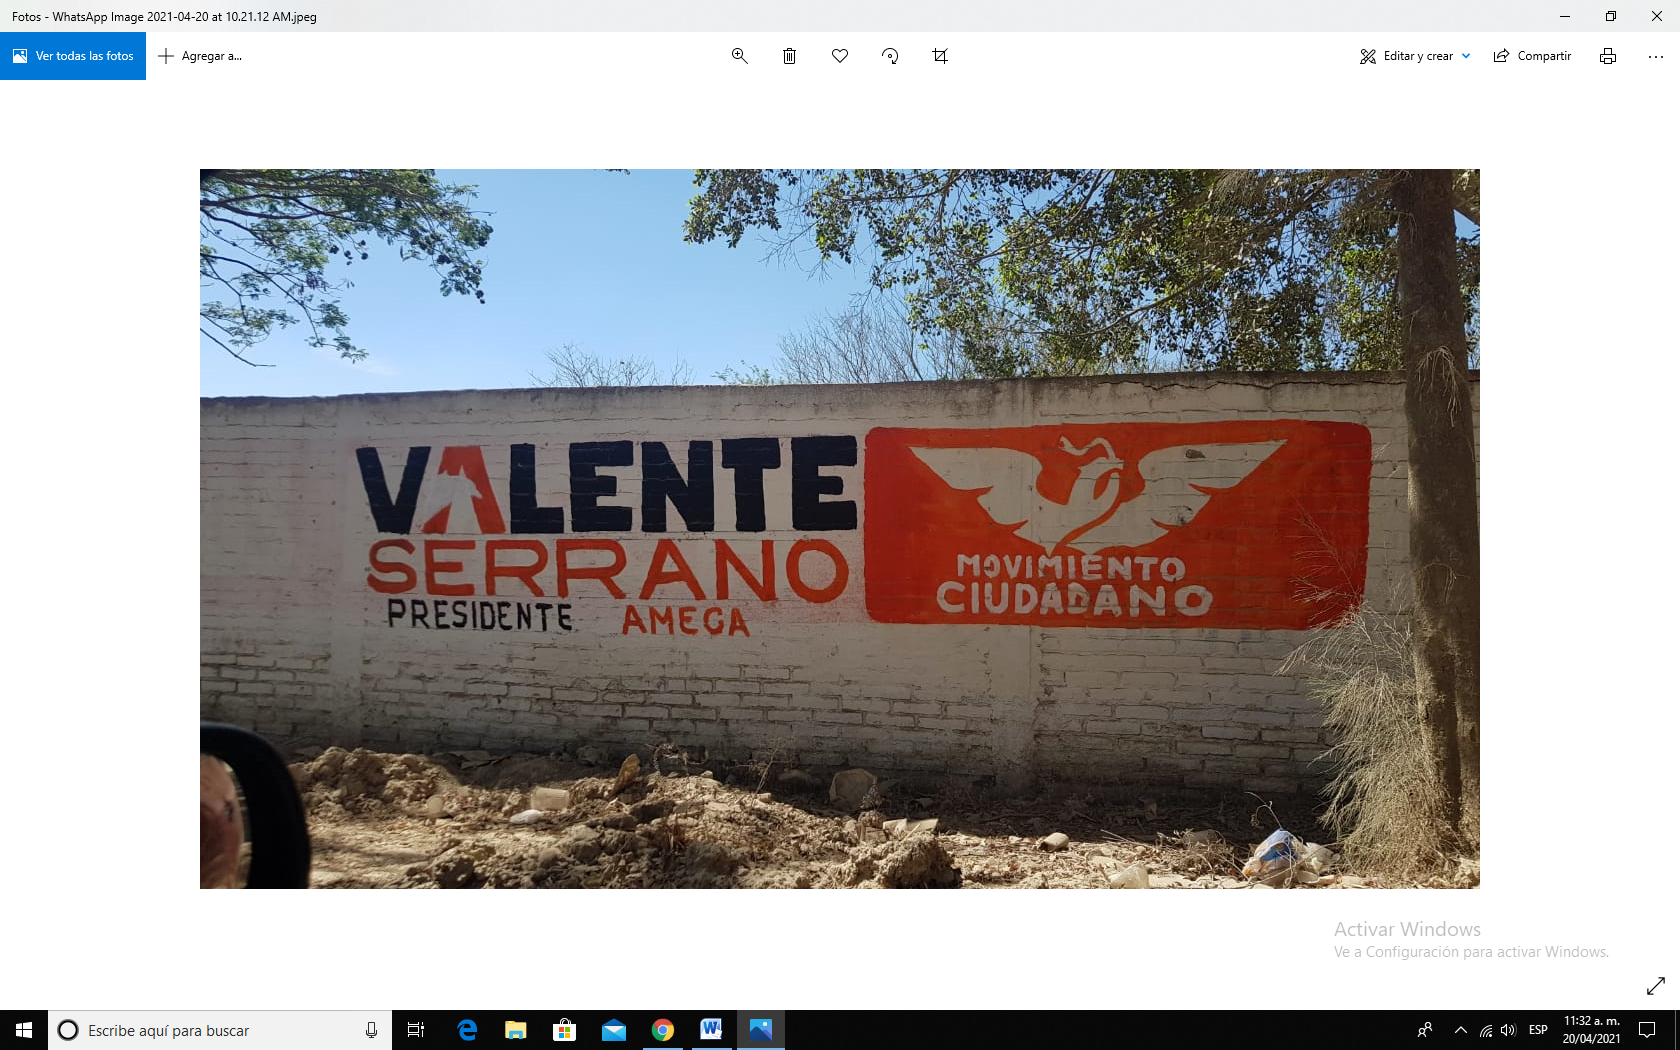 Fotos - WhatsApp Image 2021-04-20 at 10.21.12 AM.jpeg
Ver todas las fotos
Agregar a...
Editar y crear
Compartir
VALENTE
SERRANO
PRESIDENTE AMECA
MOVIMIENTO
CIUDADANO
Activar Windows
Ve a Configuración para activar Windows.
Escribe aquí para buscar
ESP
11:32 a. m.
20/04/2021